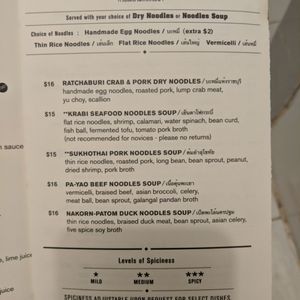 Served with your choice of Dry Noodles or Noodles Soup
Choice of Noodles : Handmade Egg Noodles / บะหมี่ (extra $2)
Thin Rice Noodles / เส้นเล็ก Flat Rice Noodles / เส้นใหญ่ Vermicelli / เส้นหมี่
$16 RATCHABURI CRAB & PORK DRY NOODLES / บะหมี่แห้งราชบุรี
handmade egg noodles, roasted pork, lump crab meat,
yu choy, scallion
$15 **KRABI SEAFOOD NOODLES SOUP / เย็นตาโฟกระบี่
flat rice noodles, shrimp, calamari, water spinach, bean curd,
fish ball, fermented tofu, tomato pork broth
(not recommended for novices - please no returns)
$15 **SUKHOTHAI PORK NOODLES SOUP / ต้มยำสุโขทัย
thin rice noodles, roasted pork, long bean, bean sprout, peanut,
dried shrimp, pork broth
$16 PA-YAO BEEF NOODLES SOUP / เนื้อตุ๋นพะเยา
vermicelli, braised beef, asian broccoli, celery,
meat ball, bean sprout, galangal pandan broth
$16 NAKORN-PATOM DUCK NOODLES SOUP / เป็ดพะโล้นครปฐม
thin rice noodles, braised duck meat, bean sprout, asian celery,
five spice soy broth
Levels of Spiciness
* ** ***
MILD MEDIUM SPICY
SPICINESS ADJUSTABLE UPON REQUEST FOR SELECT DISHES
n sauce
e, lime juice
juice